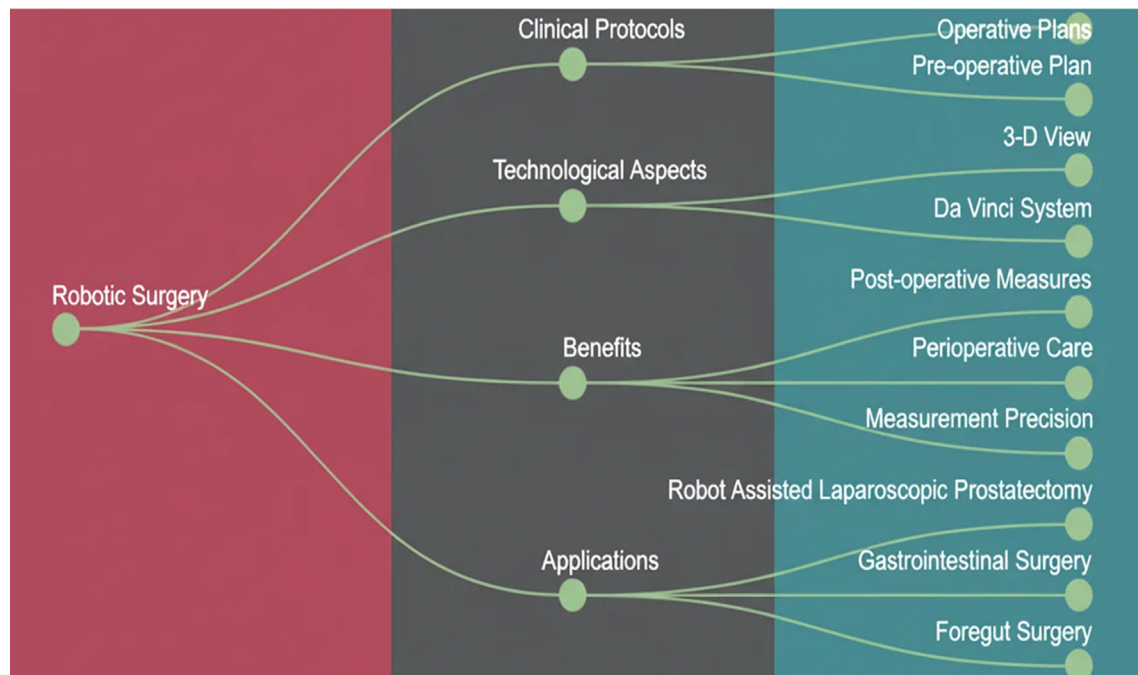 Clinical Protocols
Operative Plans
Pre-operative Plan
3-D View
Technological Aspects
Da Vinci System
Post-operative Measures
Robotic Surgery
Benefits
Perioperative Care
Measurement Precision
Robot Assisted Laparoscopic Prostatectomy
Applications
Gastrointestinal Surgery
Foregut Surgery